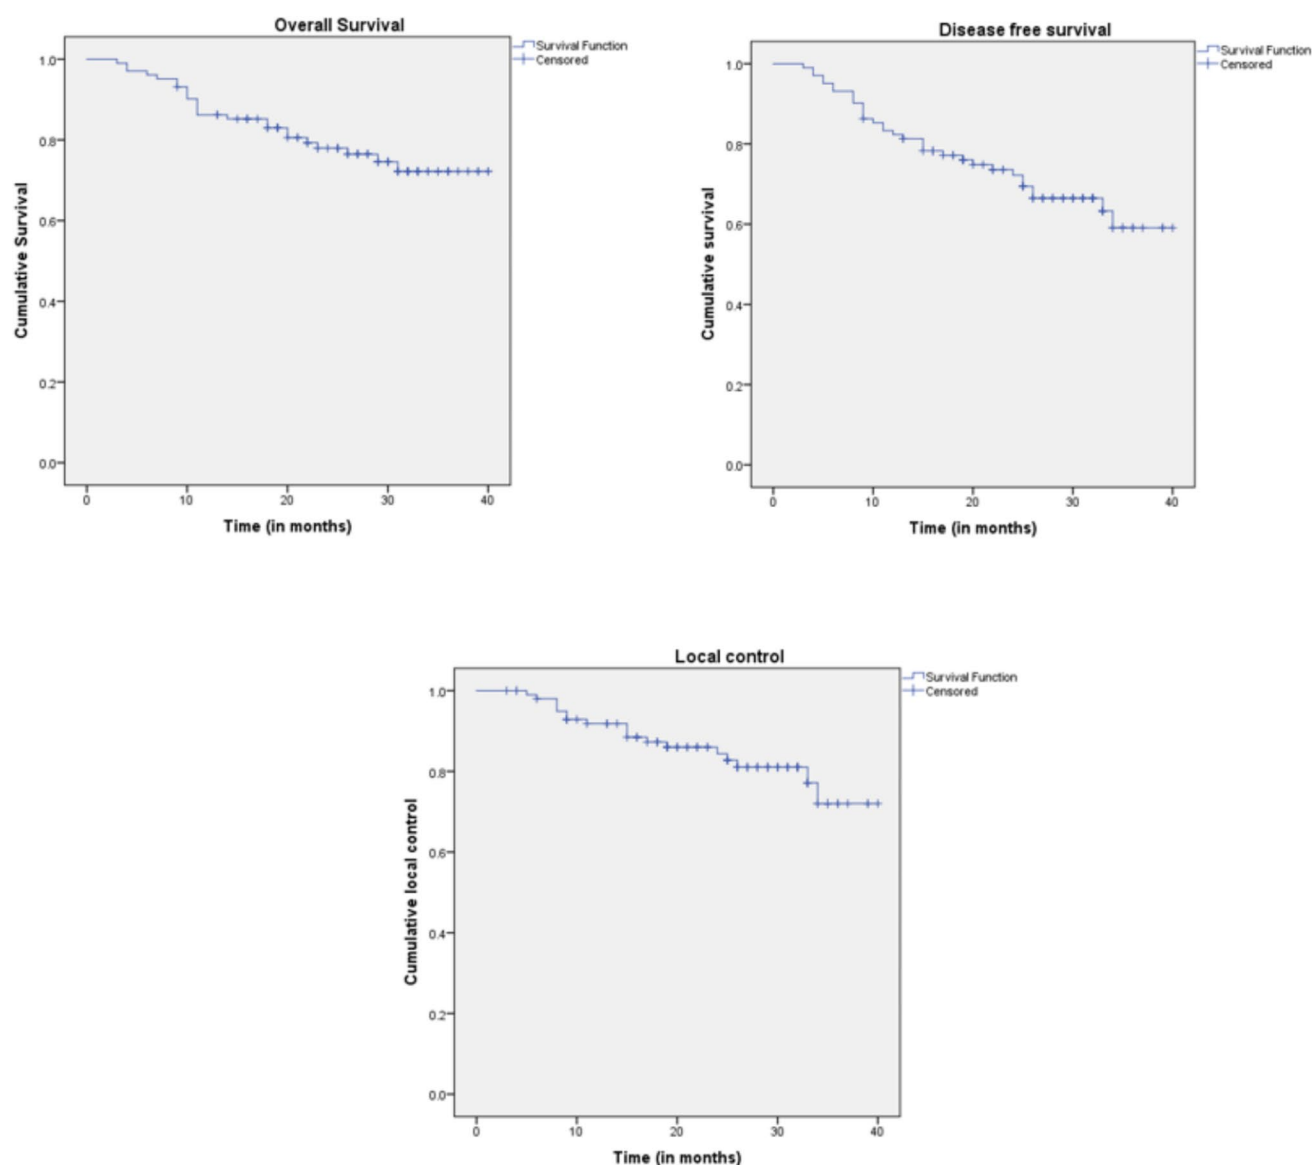 Overall Survival
Survival Function
Censored
1.0
0.8
0.6
0.4
0.2
0.0
Cumulative Survival
0 10 20 30 40
Time (in months)
Disease free survival
Survival Function
Censored
1.0
0.8
0.6
0.4
0.2
0.0
Cumulative survival
0 10 20 30 40
Time (in months)
Local control
Survival Function
Censored
1.0
0.8
0.6
0.4
0.2
0.0
Cumulative local control
0 10 20 30 40
Time (in months)